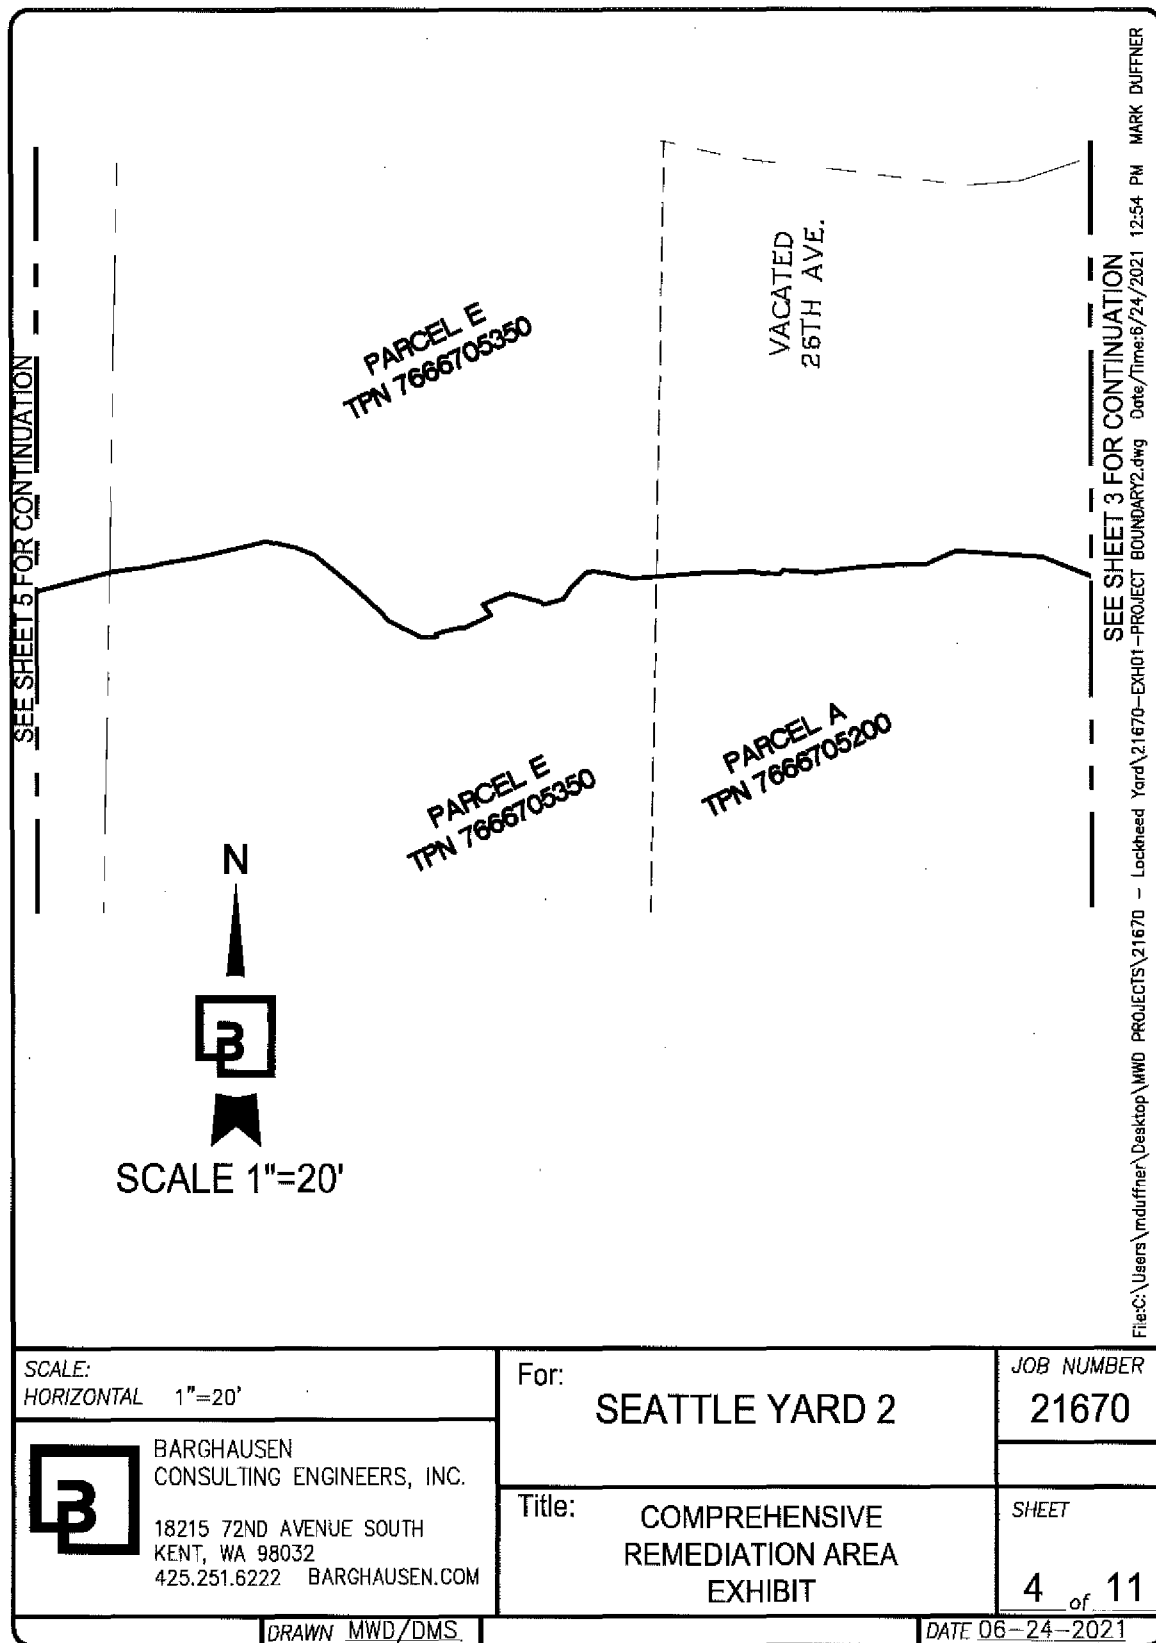 VACATED
26TH AVE.
PARCEL E
TPN 7666705350
SEE SHEET 5 FOR CONTINUATION
SEE SHEET 3 FOR CONTINUATION
File:C:\Users\mduffner\Desktop\MWD PROJECTS\21670 - Lockheed Yard\21670-EXH01-PROJECT BOUNDARY2.dwg Date/Time:6/24/2021 12:54 PM MARK DUFFNER
PARCEL E
TPN 7666705350
PARCEL A
TPN 7666705200
N
B
SCALE 1"=20'
SCALE:
HORIZONTAL 1"=20'
B
BARGHAUSEN
CONSULTING ENGINEERS, INC.
18215 72ND AVENUE SOUTH
KENT, WA 98032
425.251.6222 BARGHAUSEN.COM
For:
SEATTLE YARD 2
JOB NUMBER
21670
Title:
COMPREHENSIVE
REMEDIATION AREA
EXHIBIT
SHEET
4 of 11
DRAWN MWD/DMS
DATE 06-24-2021